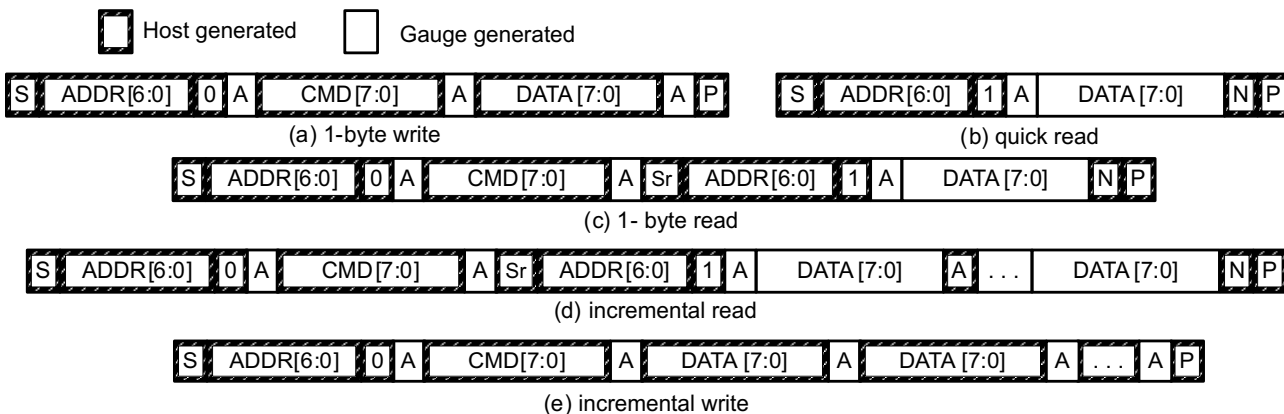 Host generated Gauge generated
S ADDR[6:0] 0 A CMD[7:0] A DATA[7:0] A P
(a) 1-byte write
S ADDR[6:0] 1 A DATA[7:0] N P
(b) quick read
S ADDR[6:0] 0 A CMD[7:0] A Sr ADDR[6:0] 1 A DATA[7:0] N P
(c) 1- byte read
S ADDR[6:0] 0 A CMD[7:0] A Sr ADDR[6:0] 1 A DATA[7:0] A . . . DATA[7:0] N P
(d) incremental read
S ADDR[6:0] 0 A CMD[7:0] A DATA[7:0] A DATA[7:0] A . . . A P
(e) incremental write